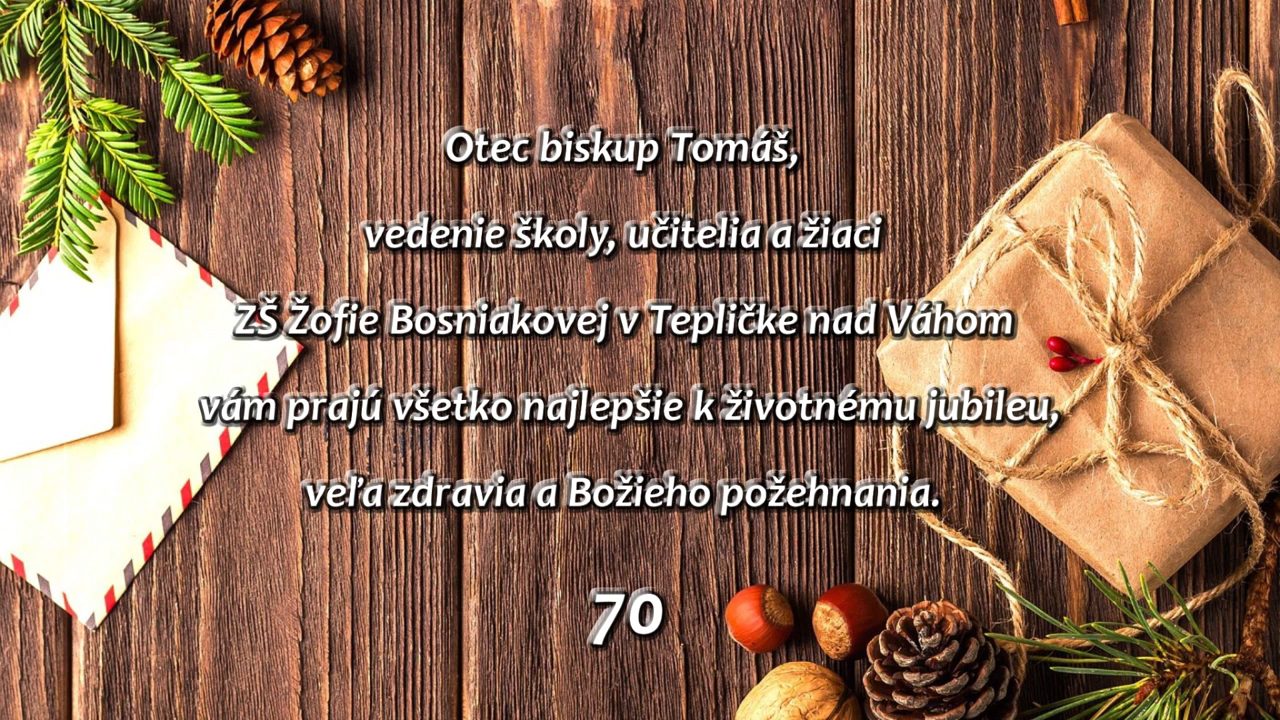 Otec biskup Tomáš,
vedenie školy, učitelia a žiaci
ZŠ Žofie Bosniakovej v Tepličke nad Váhom
vám prajú všetko najlepšie k životnému jubileu,
veľa zdravia a Božieho požehnania.
70